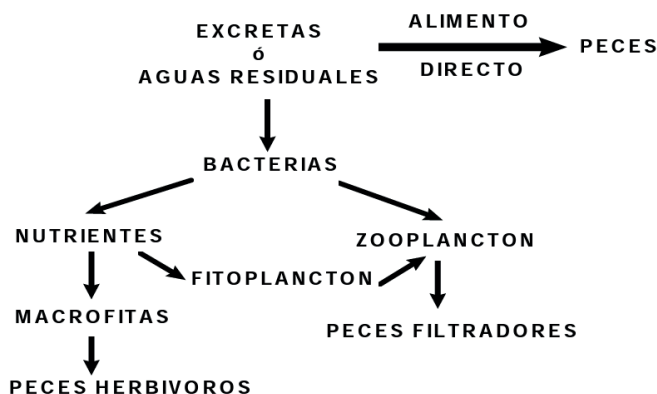 EXCRETAS
ó
AGUAS RESIDUALES
ALIMENTO
DIRECTO
PECES
BACTERIAS
NUTRIENTES
ZOOPLANCTON
FITOPLANCTON
MACROFITAS
PECES FILTRADORES
PECES HERBIVOROS